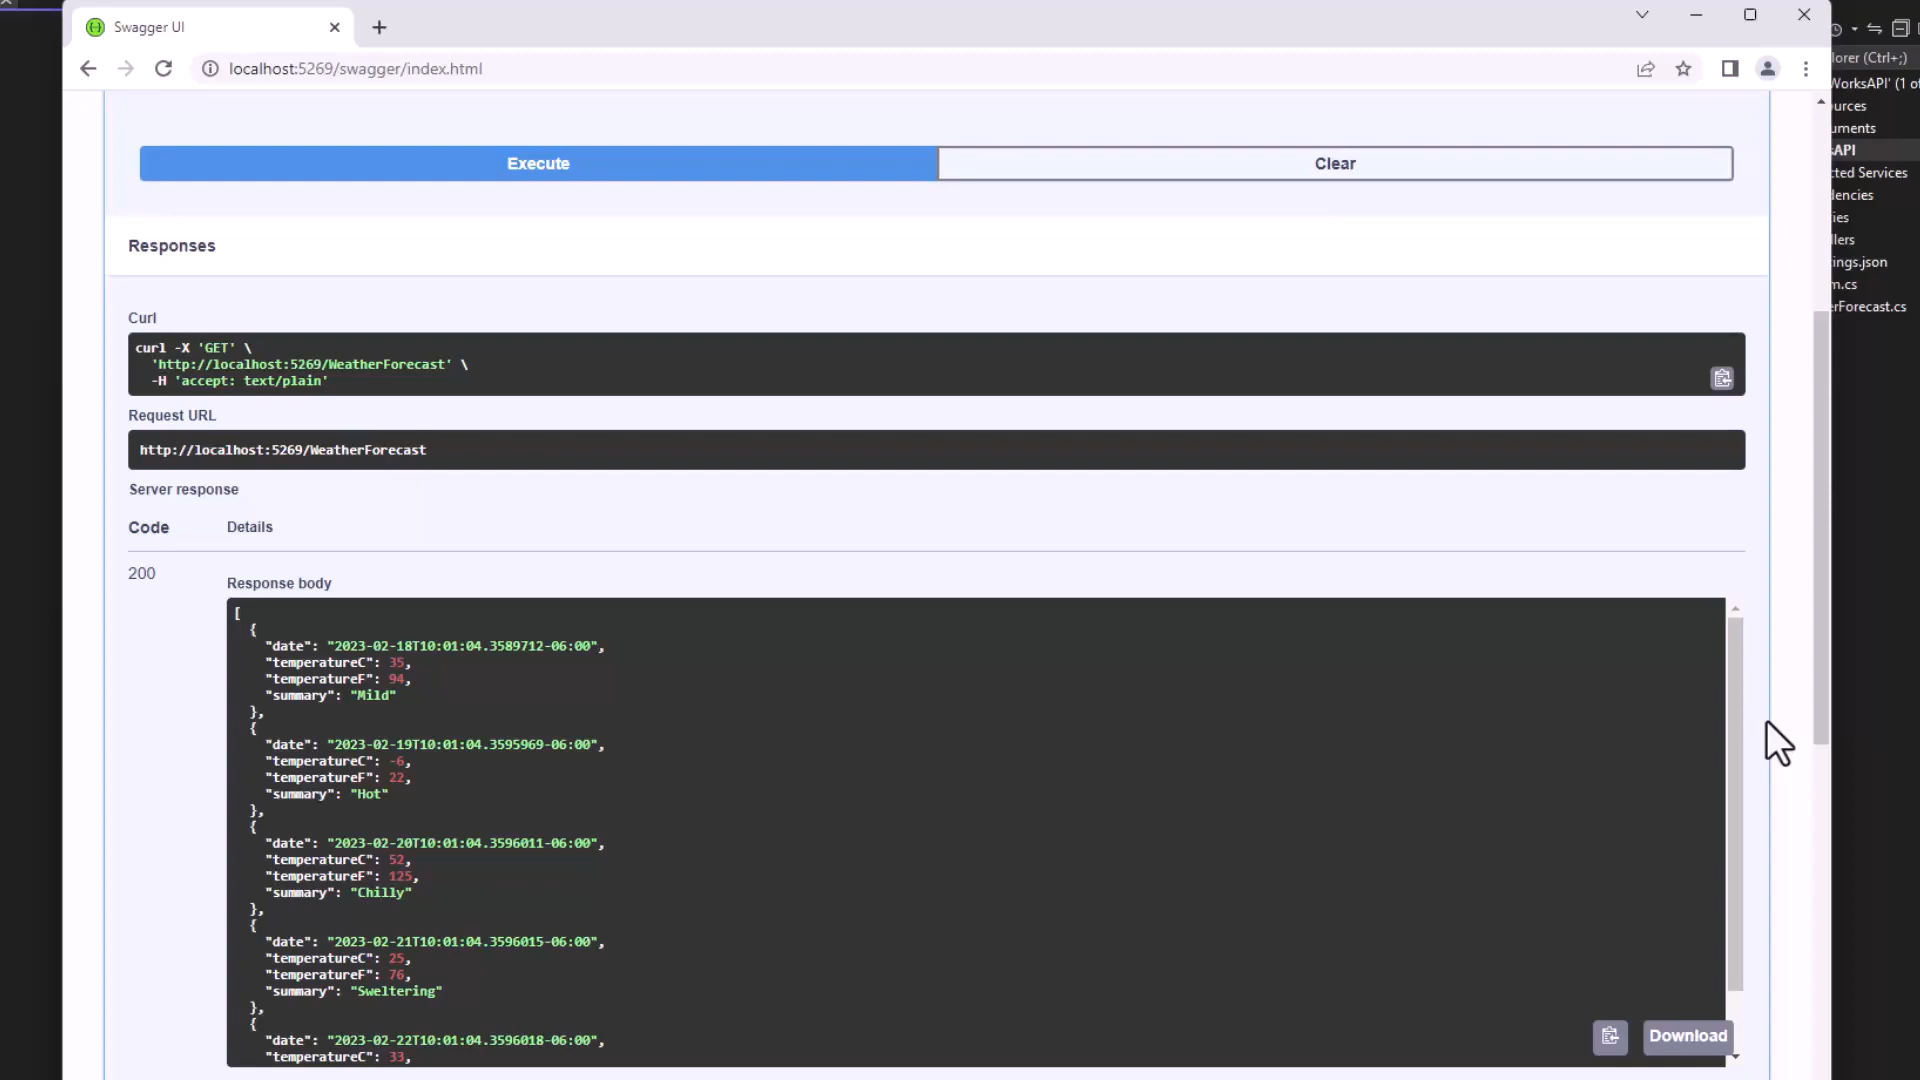 Swagger UI
localhost:5269/swagger/index.html
Execute
Clear
Responses
Curl
curl -X 'GET' \
'http://localhost:5269/WeatherForecast' \
-H 'accept: text/plain'
Request URL
http://localhost:5269/WeatherForecast
Server response
Code
Details
200
Response body
[
{
"date": "2023-02-18T10:01:04.3589712-06:00",
"temperatureC": 35,
"temperatureF": 94,
"summary": "Mild"
},
{
"date": "2023-02-19T10:01:04.3595969-06:00",
"temperatureC": -6,
"temperatureF": 22,
"summary": "Hot"
},
{
"date": "2023-02-20T10:01:04.3596011-06:00",
"temperatureC": 52,
"temperatureF": 125,
"summary": "Chilly"
},
{
"date": "2023-02-21T10:01:04.3596015-06:00",
"temperatureC": 25,
"temperatureF": 76,
"summary": "Sweltering"
},
{
"date": "2023-02-22T10:01:04.3596018-06:00",
"temperatureC": 33,
Download
lorer (Ctrl+;)
WorksAPI' (1 of
urces
uments
sAPI
cted Services
dencies
ies
llers
ings.json
m.cs
erForecast.cs